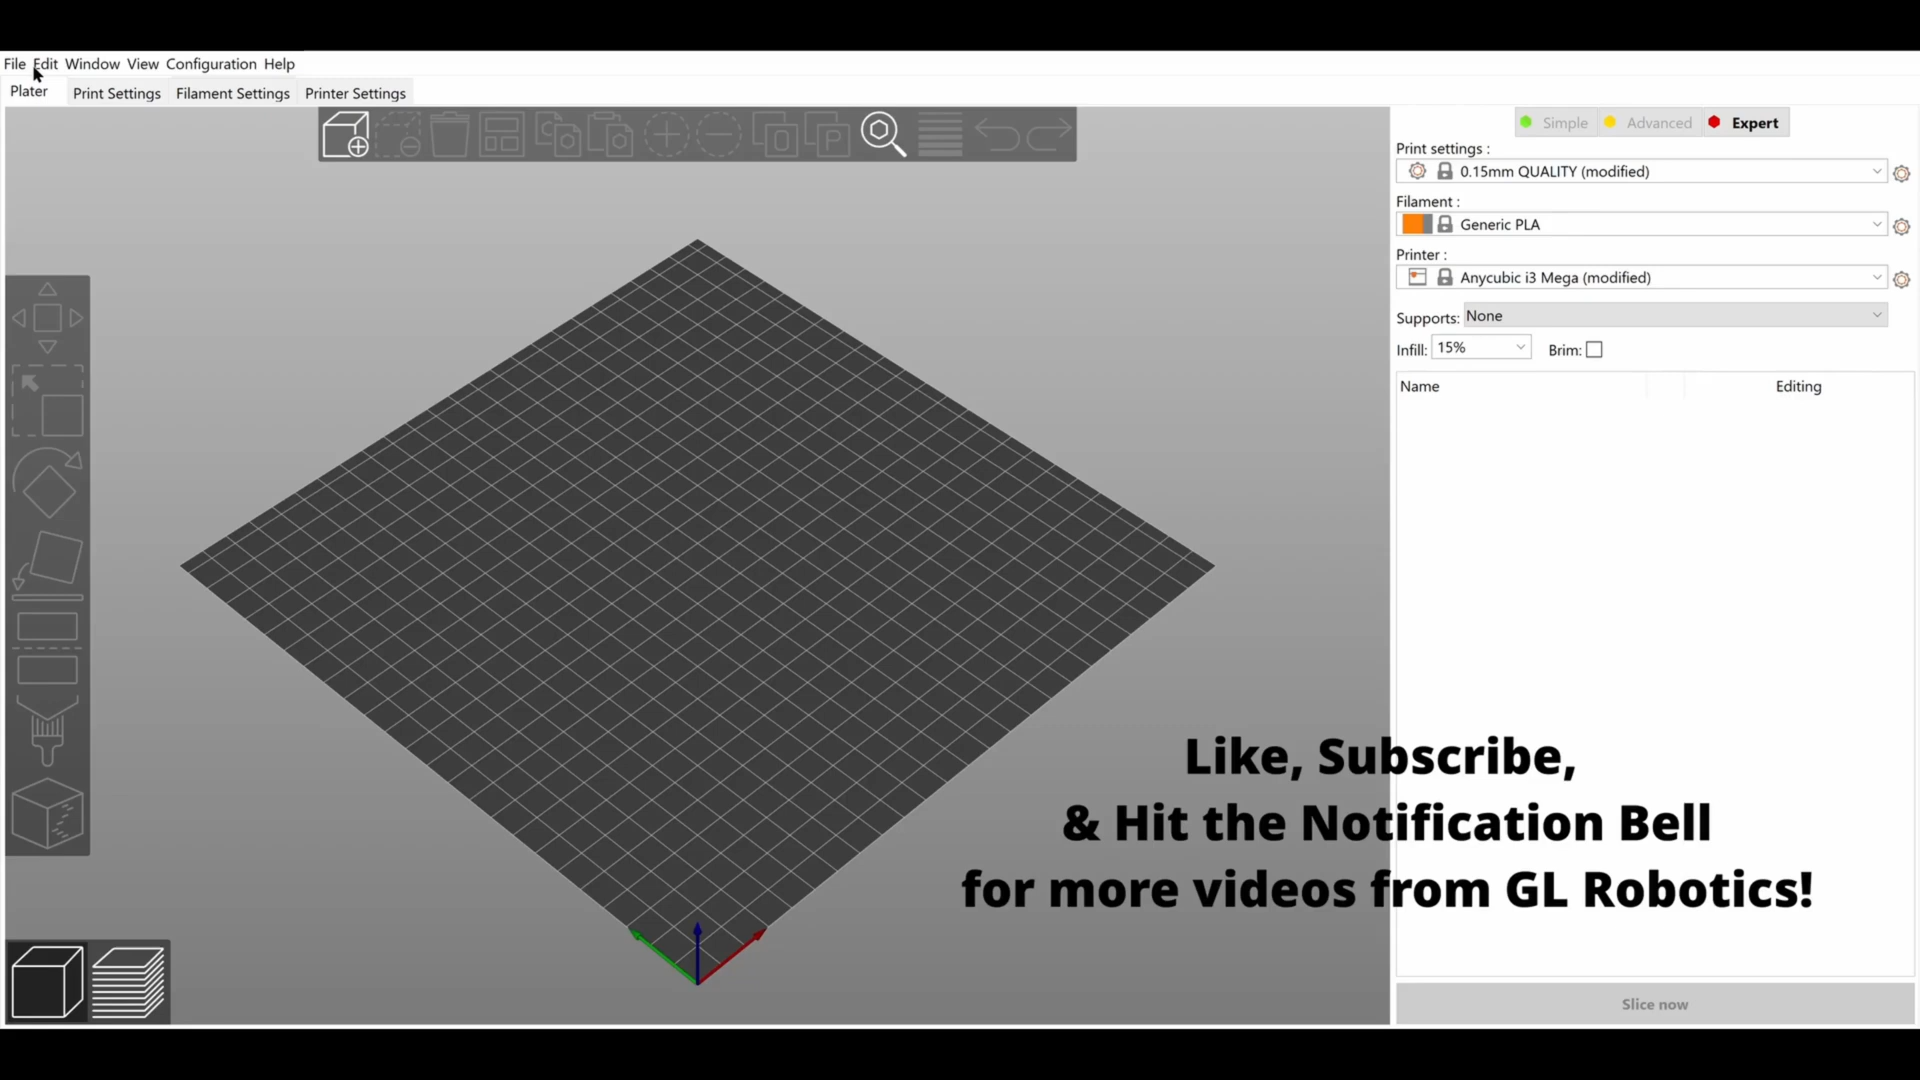 File Edit Window View Configuration Help
Plater Print Settings Filament Settings Printer Settings
Simple Advanced Expert
Print settings :
0.15mm QUALITY (modified)
Filament :
Generic PLA
Printer :
Anycubic i3 Mega (modified)
Supports: None
Infill: 15% Brim:
Name Editing
Like, Subscribe,
& Hit the Notification Bell
for more videos from GL Robotics!
Slice now